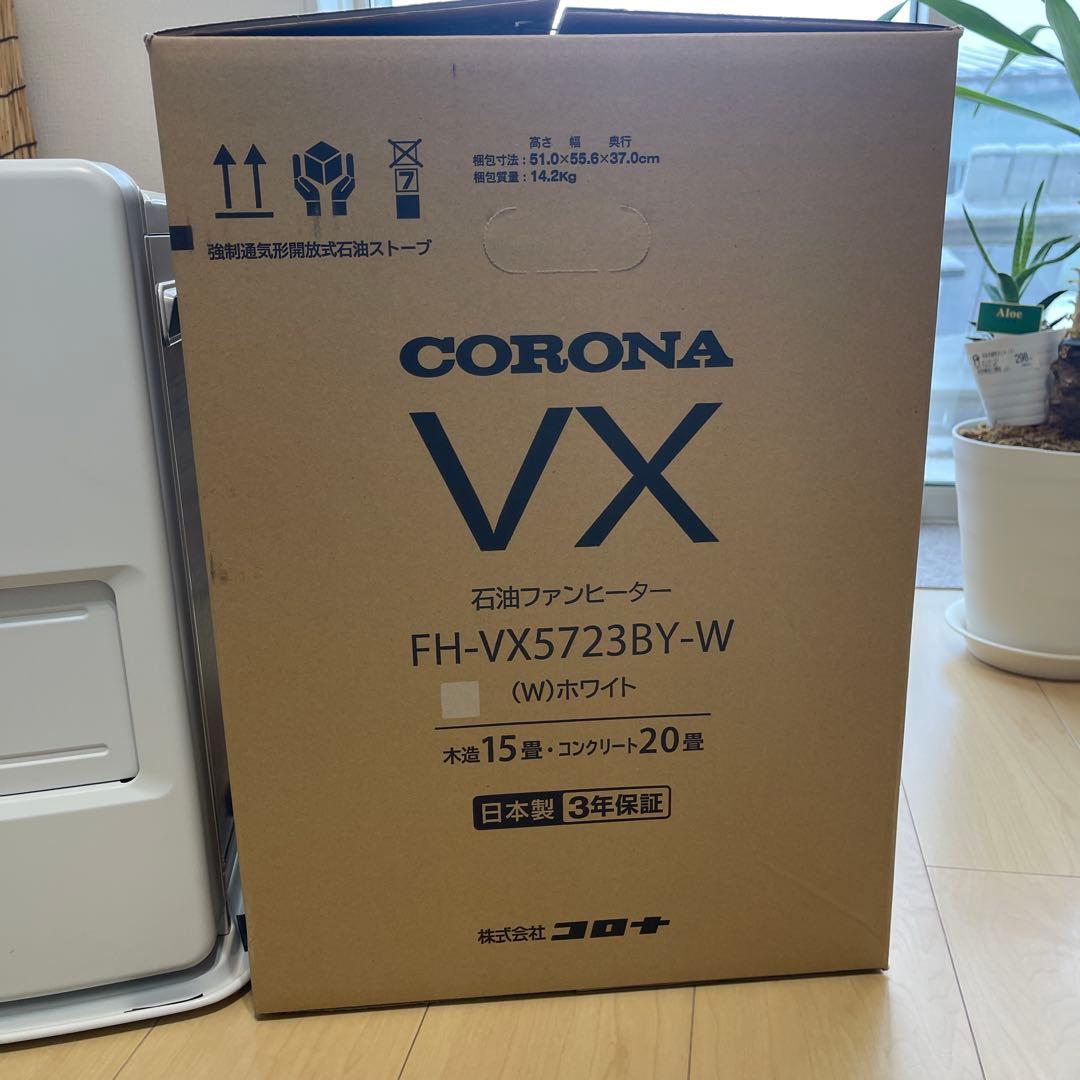 高さ 幅 奥行
梱包寸法:51.0×55.6×37.0cm
梱包質量:14.2Kg
7
強制通気形開放式石油ストーブ
CORONA
VX
石油ファンヒーター
FH-VX5723BY-W
(W)ホワイト
木造15畳・コンクリート20畳
日本製 3年保証
株式会社 コロナ
Aloe
298